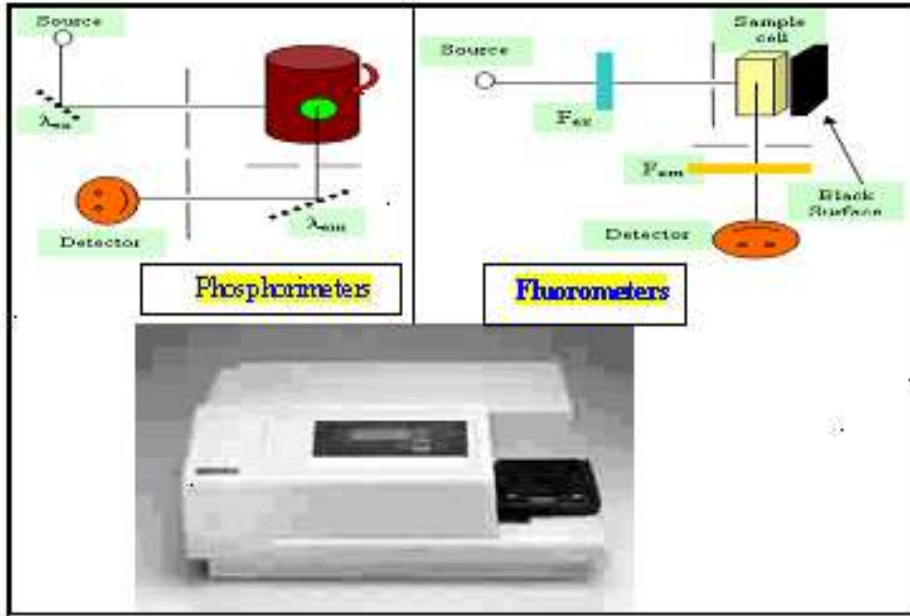 Source
λex
Detector
λem
Phosphorimeters
Source
Fex
Sample
cell
Fem
Black
Surface
Detector
Fluorometers